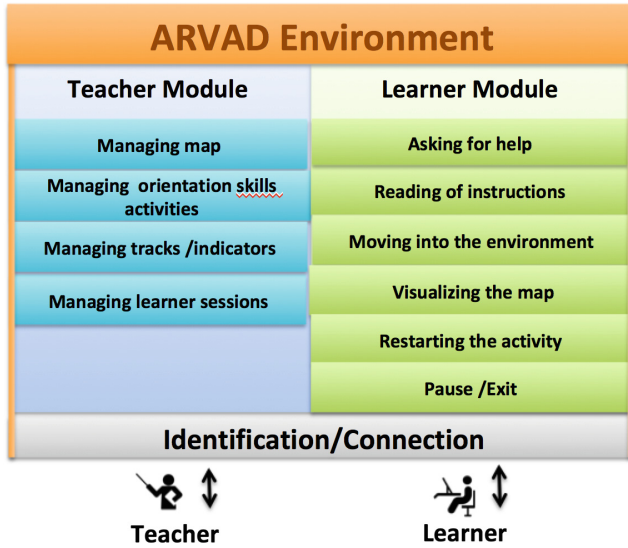 ARVAD Environment
Teacher Module
Managing map
Managing orientation skills
activities
Managing tracks /indicators
Managing learner sessions
Learner Module
Asking for help
Reading of instructions
Moving into the environment
Visualizing the map
Restarting the activity
Pause /Exit
Identification/Connection
Teacher
Learner